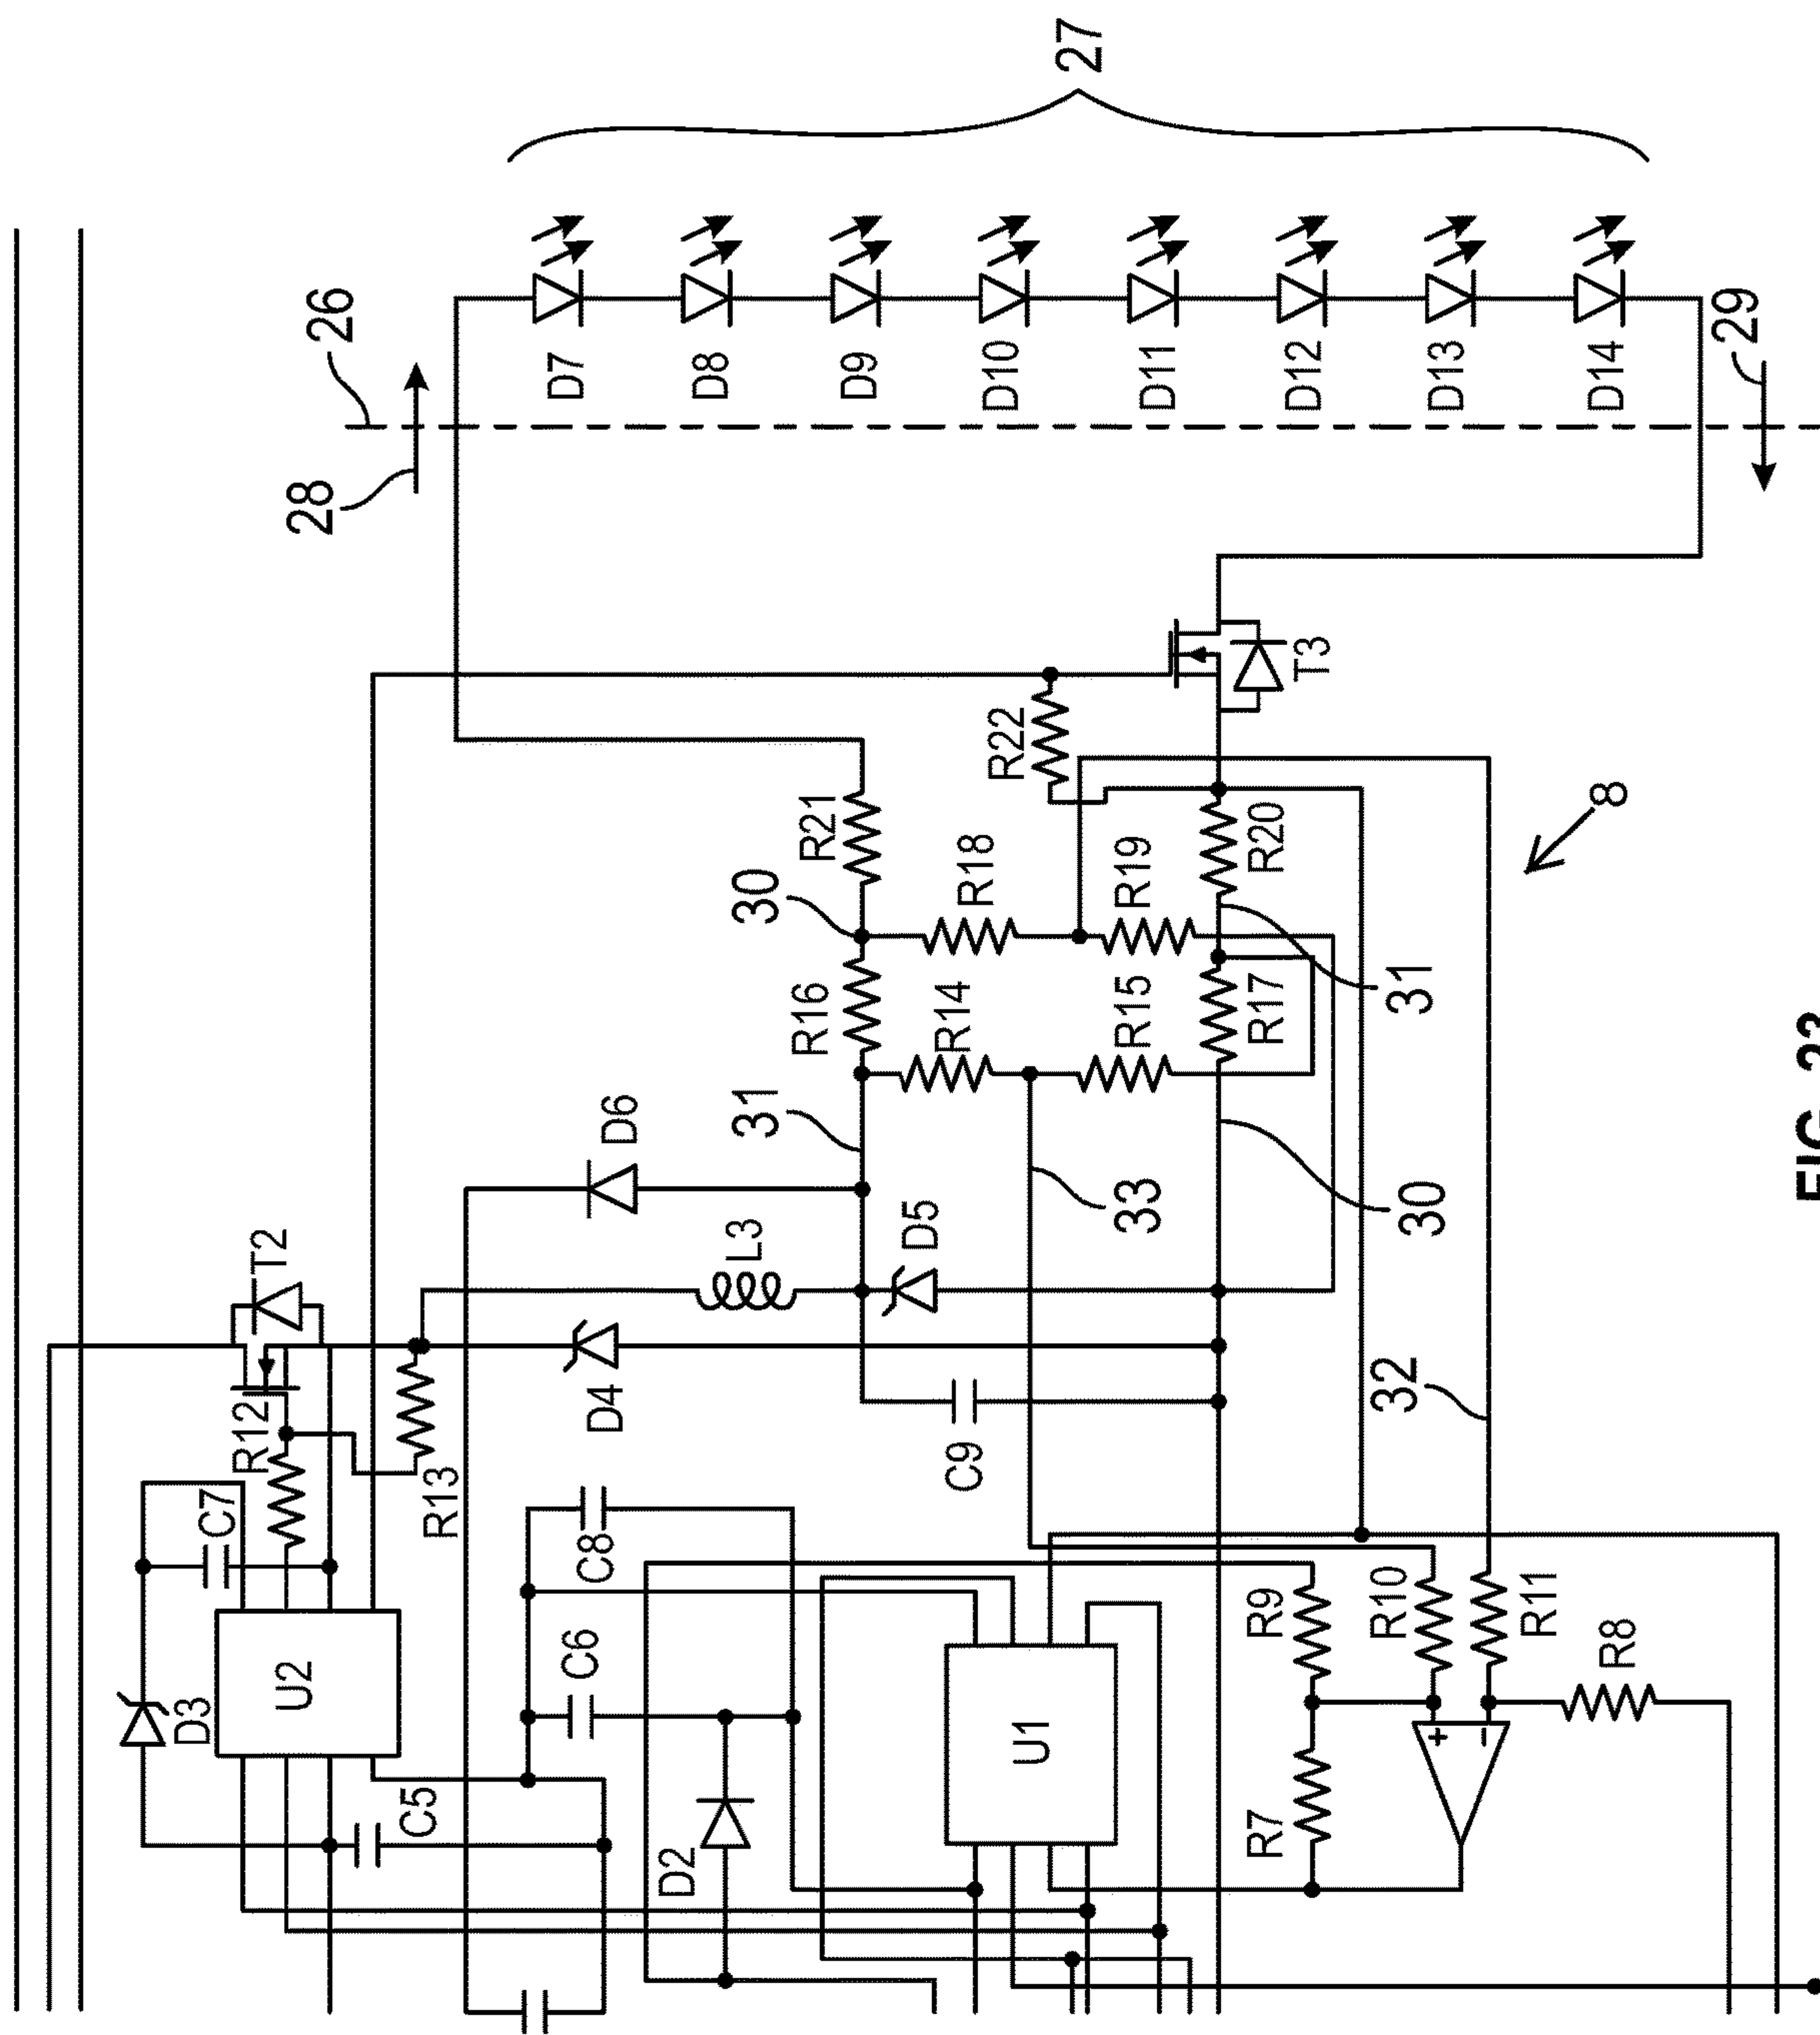 27
26
28
29
D7
D8
D9
D10
D11
D12
D13
D14
T3
R22
8
R21
R20
R18
R19
30
31
R16
R14
R15
R17
31
D6
33
30
D5
L3
T2
D4
32
C9
R12
R13
C7
C8
R9
R10
R11
R8
C6
U2
D3
U1
+
−
C5
D2
R7